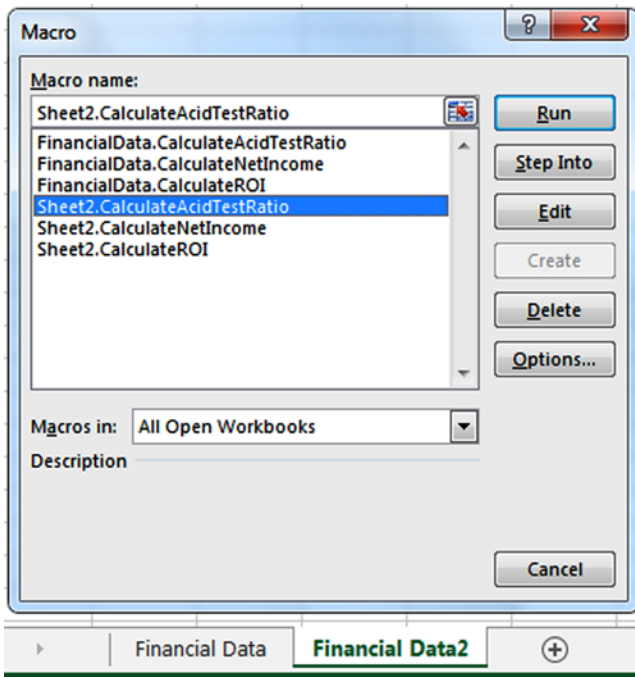 Macro
?
Macro name:
Sheet2.CalculateAcidTestRatio
Run
FinancialData.CalculateAcidTestRatio
FinancialData.CalculateNetIncome
FinancialData.CalculateROI
Sheet2.CalculateAcidTestRatio
Sheet2.CalculateNetIncome
Sheet2.CalculateROI
Step Into
Edit
Create
Delete
Options...
Macros in: All Open Workbooks
Description
Cancel
Financial Data Financial Data2